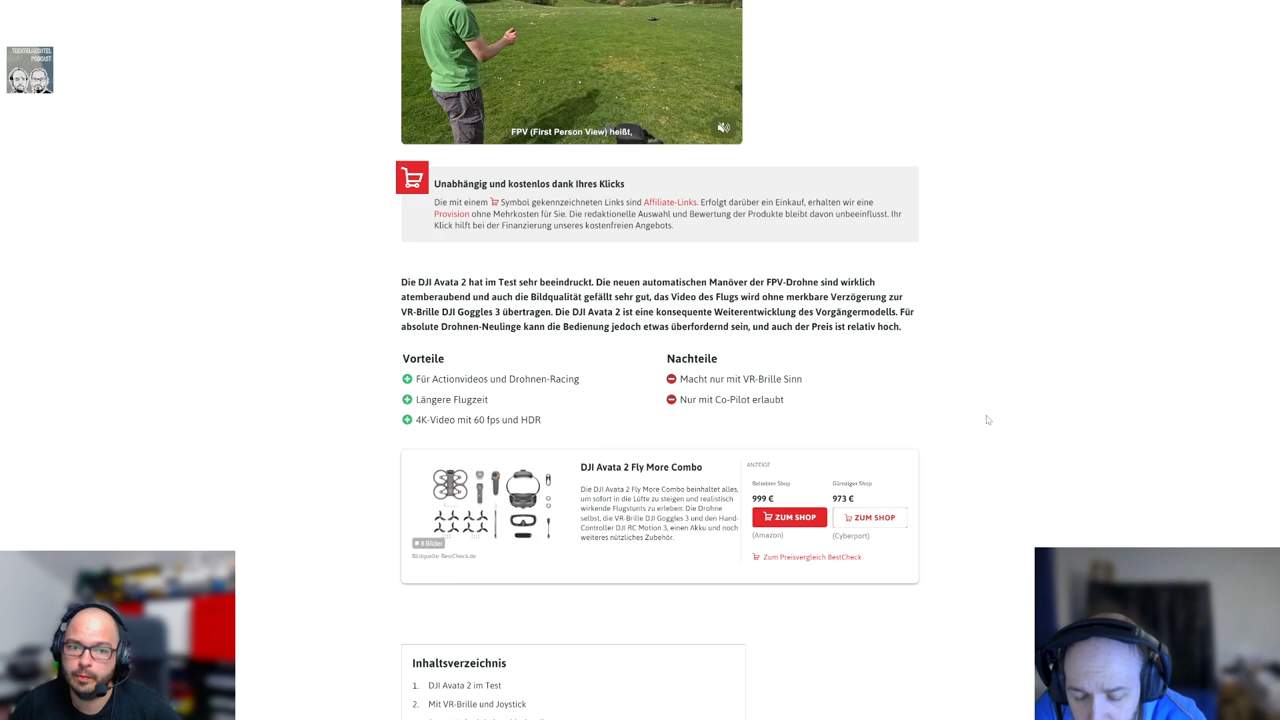 TECHTELMECHTEL
PODCAST
FPV (First Person View) heißt,
Unabhängig und kostenlos dank Ihres Klicks
Die mit einem Symbol gekennzeichneten Links sind Affiliate-Links. Erfolgt darüber ein Einkauf, erhalten wir eine
Provision ohne Mehrkosten für Sie. Die redaktionelle Auswahl und Bewertung der Produkte bleibt davon unbeeinflusst. Ihr
Klick hilft bei der Finanzierung unseres kostenfreien Angebots.
Die DJI Avata 2 hat im Test sehr beeindruckt. Die neuen automatischen Manöver der FPV-Drohne sind wirklich
atemberaubend und auch die Bildqualität gefällt sehr gut, das Video des Flugs wird ohne merkbare Verzögerung zur
VR-Brille DJI Goggles 3 übertragen. Die DJI Avata 2 ist eine konsequente Weiterentwicklung des Vorgängermodells. Für
absolute Drohnen-Neulinge kann die Bedienung jedoch etwas überfordernd sein, und auch der Preis ist relativ hoch.
Vorteile
Für Actionvideos und Drohnen-Racing
Längere Flugzeit
4K-Video mit 60 fps und HDR
Nachteile
Macht nur mit VR-Brille Sinn
Nur mit Co-Pilot erlaubt
8 Bilder
Bildquelle: BestCheck.de
DJI Avata 2 Fly More Combo
Die DJI Avata 2 Fly More Combo beinhaltet alles,
um sofort in die Lüfte zu steigen und realistisch
wirkende Flugstunts zu erleben: Die Drohne
selbst, die VR-Brille DJI Goggles 3 und den Hand-
Controller DJI RC Motion 3, einen Akku und noch
weiteres nützliches Zubehör.
ANZEIGE
Beliebter Shop
999 €
ZUM SHOP
(Amazon)
Günstiger Shop
973 €
ZUM SHOP
(Cyberport)
Zum Preisvergleich BestCheck
Inhaltsverzeichnis
1. DJI Avata 2 im Test
2. Mit VR-Brille und Joystick